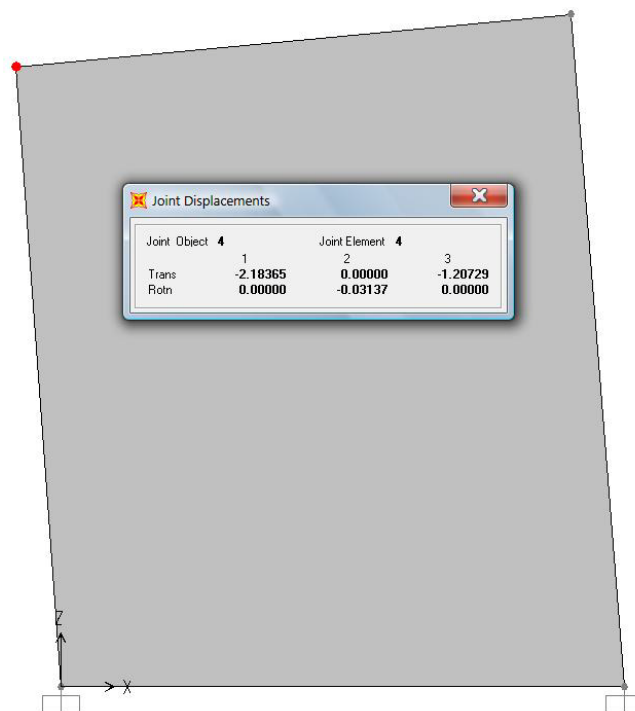 Joint Displacements
Joint Object 4 Joint Element 4
1 2 3
Trans -2.18365 0.00000 -1.20729
Rotn 0.00000 -0.03137 0.00000
Z
X